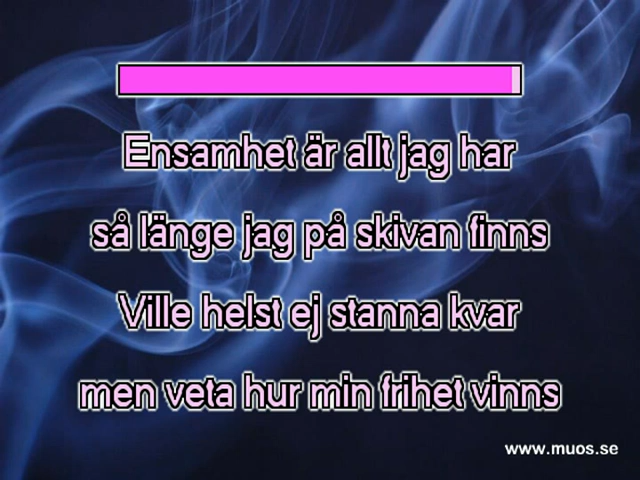 Ensamhet är allt jag har
så länge jag på skivan finns
Ville helst ej stanna kvar
men veta hur min frihet vinns
www.muos.se